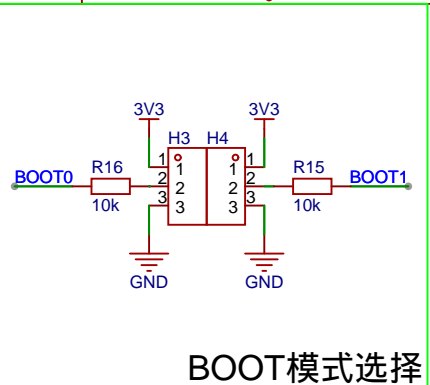 3V3 3V3
H3 H4
1 1 1 1
BOOT0 R16 2 2 2 2 R15 BOOT1
10k 3 3 3 3 10k
GND GND
BOOT模式选择